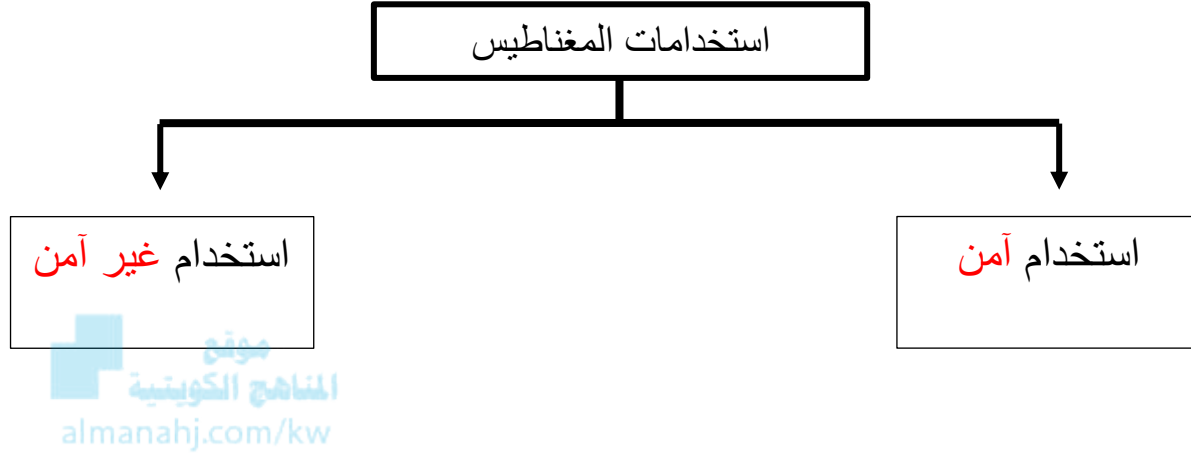 استخدامات المغناطيس
استخدام آمن
استخدام غير آمن
موقع
المناهج الكويتية
almanahj.com/kw